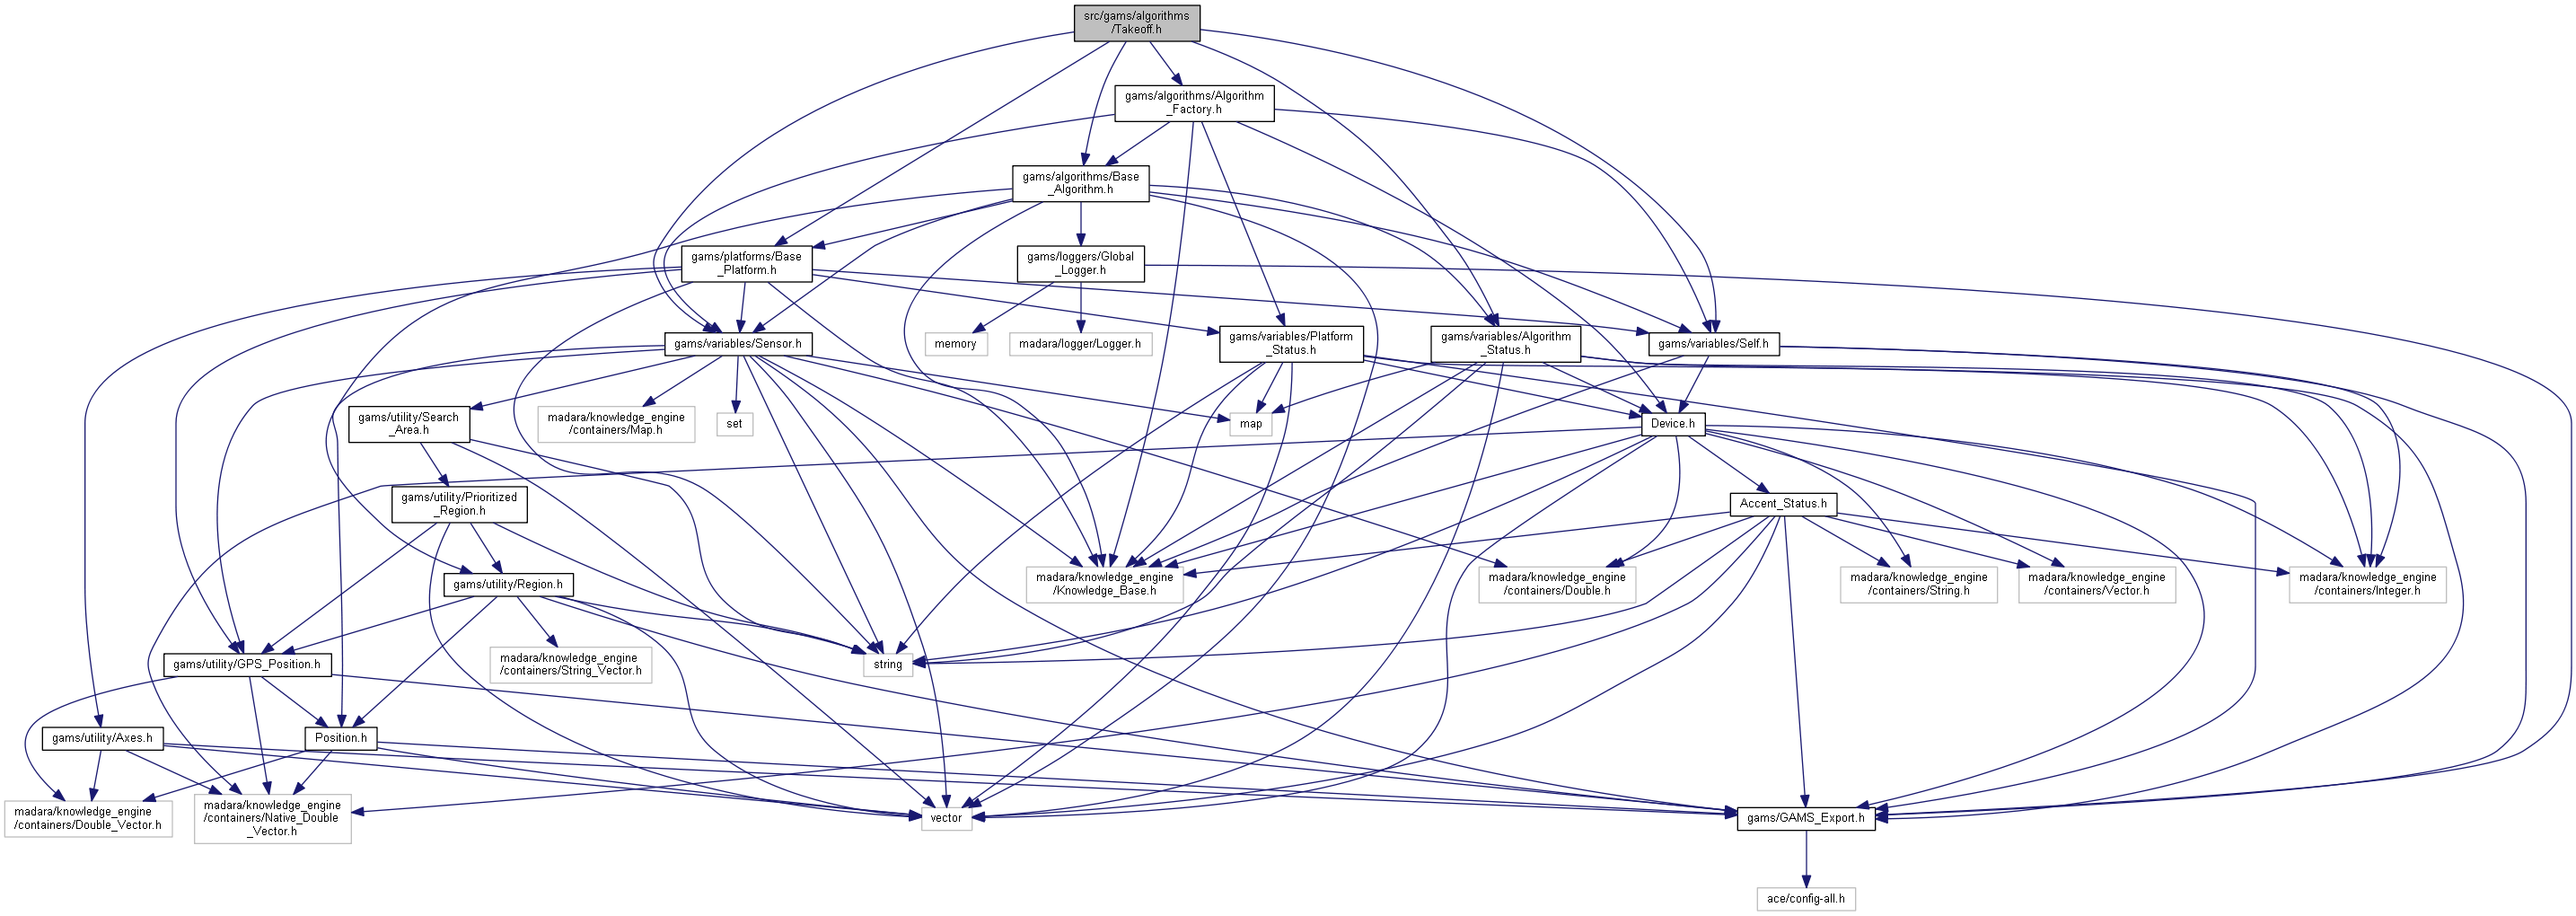 src/gams/algorithms
/Takeoff.h
gams/algorithms/Algorithm
_Factory.h
gams/algorithms/Base
_Algorithm.h
gams/platforms/Base
_Platform.h
gams/loggers/Global
_Logger.h
gams/variables/Sensor.h
memory
madara/logger/Logger.h
gams/variables/Platform
_Status.h
gams/variables/Algorithm
_Status.h
gams/variables/Self.h
gams/utility/Search
_Area.h
madara/knowledge_engine
/containers/Map.h
set
map
Device.h
gams/utility/Prioritized
_Region.h
Accent_Status.h
gams/utility/Region.h
madara/knowledge_engine
/Knowledge_Base.h
madara/knowledge_engine
/containers/Double.h
madara/knowledge_engine
/containers/String.h
madara/knowledge_engine
/containers/Vector.h
madara/knowledge_engine
/containers/Integer.h
gams/utility/GPS_Position.h
madara/knowledge_engine
/containers/String_Vector.h
string
gams/utility/Axes.h
Position.h
madara/knowledge_engine
/containers/Double_Vector.h
madara/knowledge_engine
/containers/Native_Double
_Vector.h
vector
gams/GAMS_Export.h
ace/config-all.h